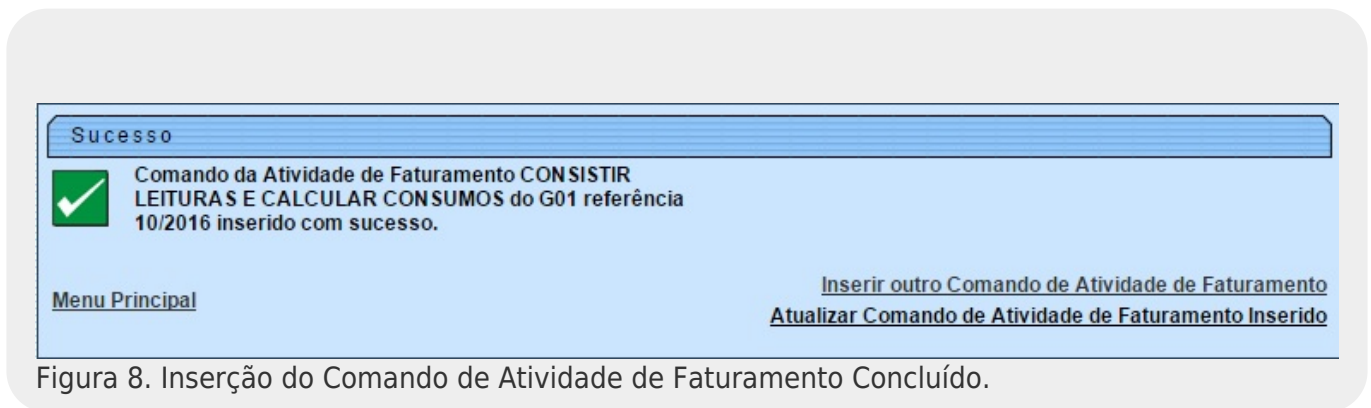 Sucesso
Comando da Atividade de Faturamento CONSISTIR
LEITURAS E CALCULAR CONSUMOS do G01 referência
10/2016 inserido com sucesso.
Menu Principal
Inserir outro Comando de Atividade de Faturamento
Atualizar Comando de Atividade de Faturamento Inserido
Figura 8. Inserção do Comando de Atividade de Faturamento Concluído.